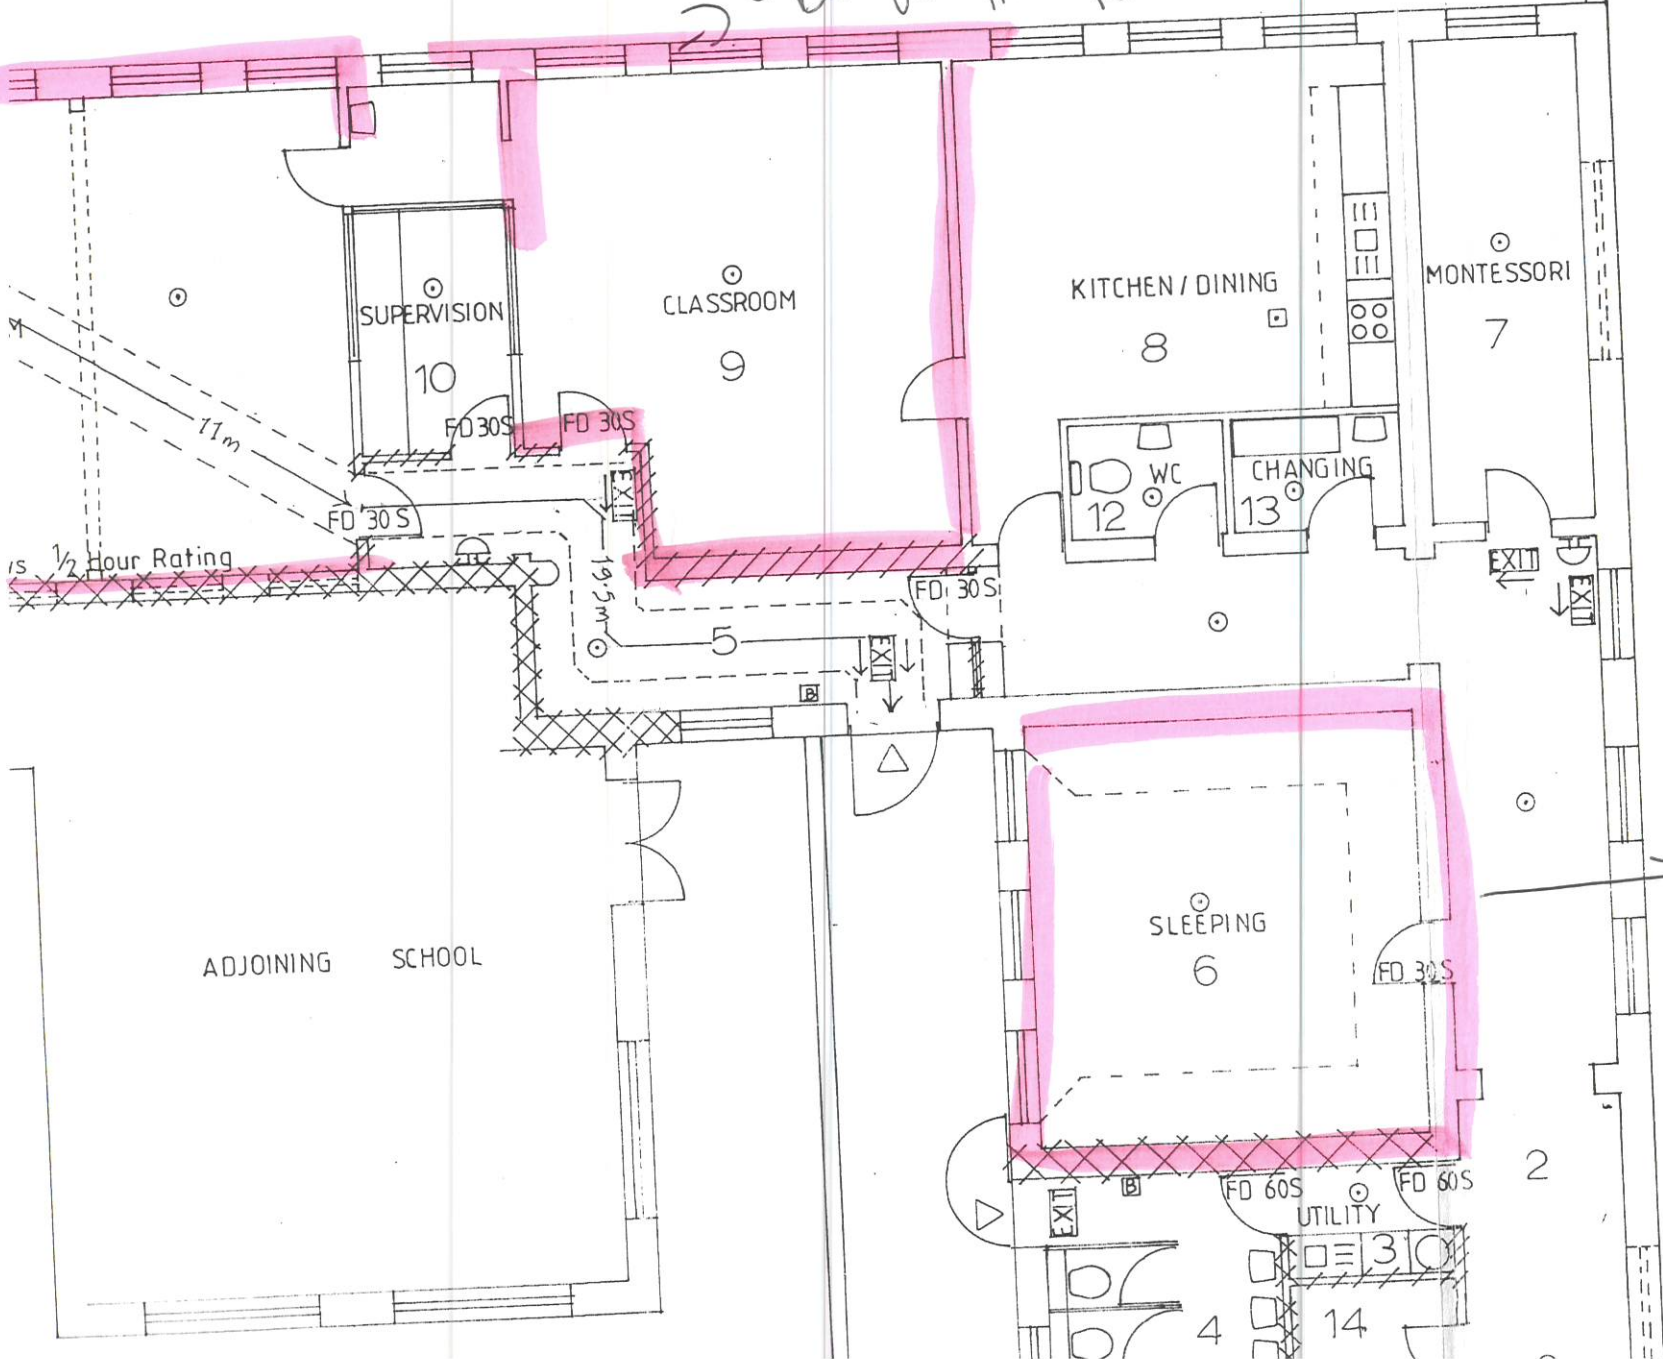 MONTESSORI
7
KITCHEN / DINING
8
CLASSROOM
9
SUPERVISION
10
FD 30S
FD 30S
11m
FD 30S
EXIT
1/2 Hour Rating
WC
12
CHANGING
13
EXIT
EXIT
FD 30S
19.5m
5
EXIT
B
ADJOINING SCHOOL
SLEEPING
6
FD 30S
2
FD 60S
FD 60S
B
EXIT
UTILITY
3
4
14